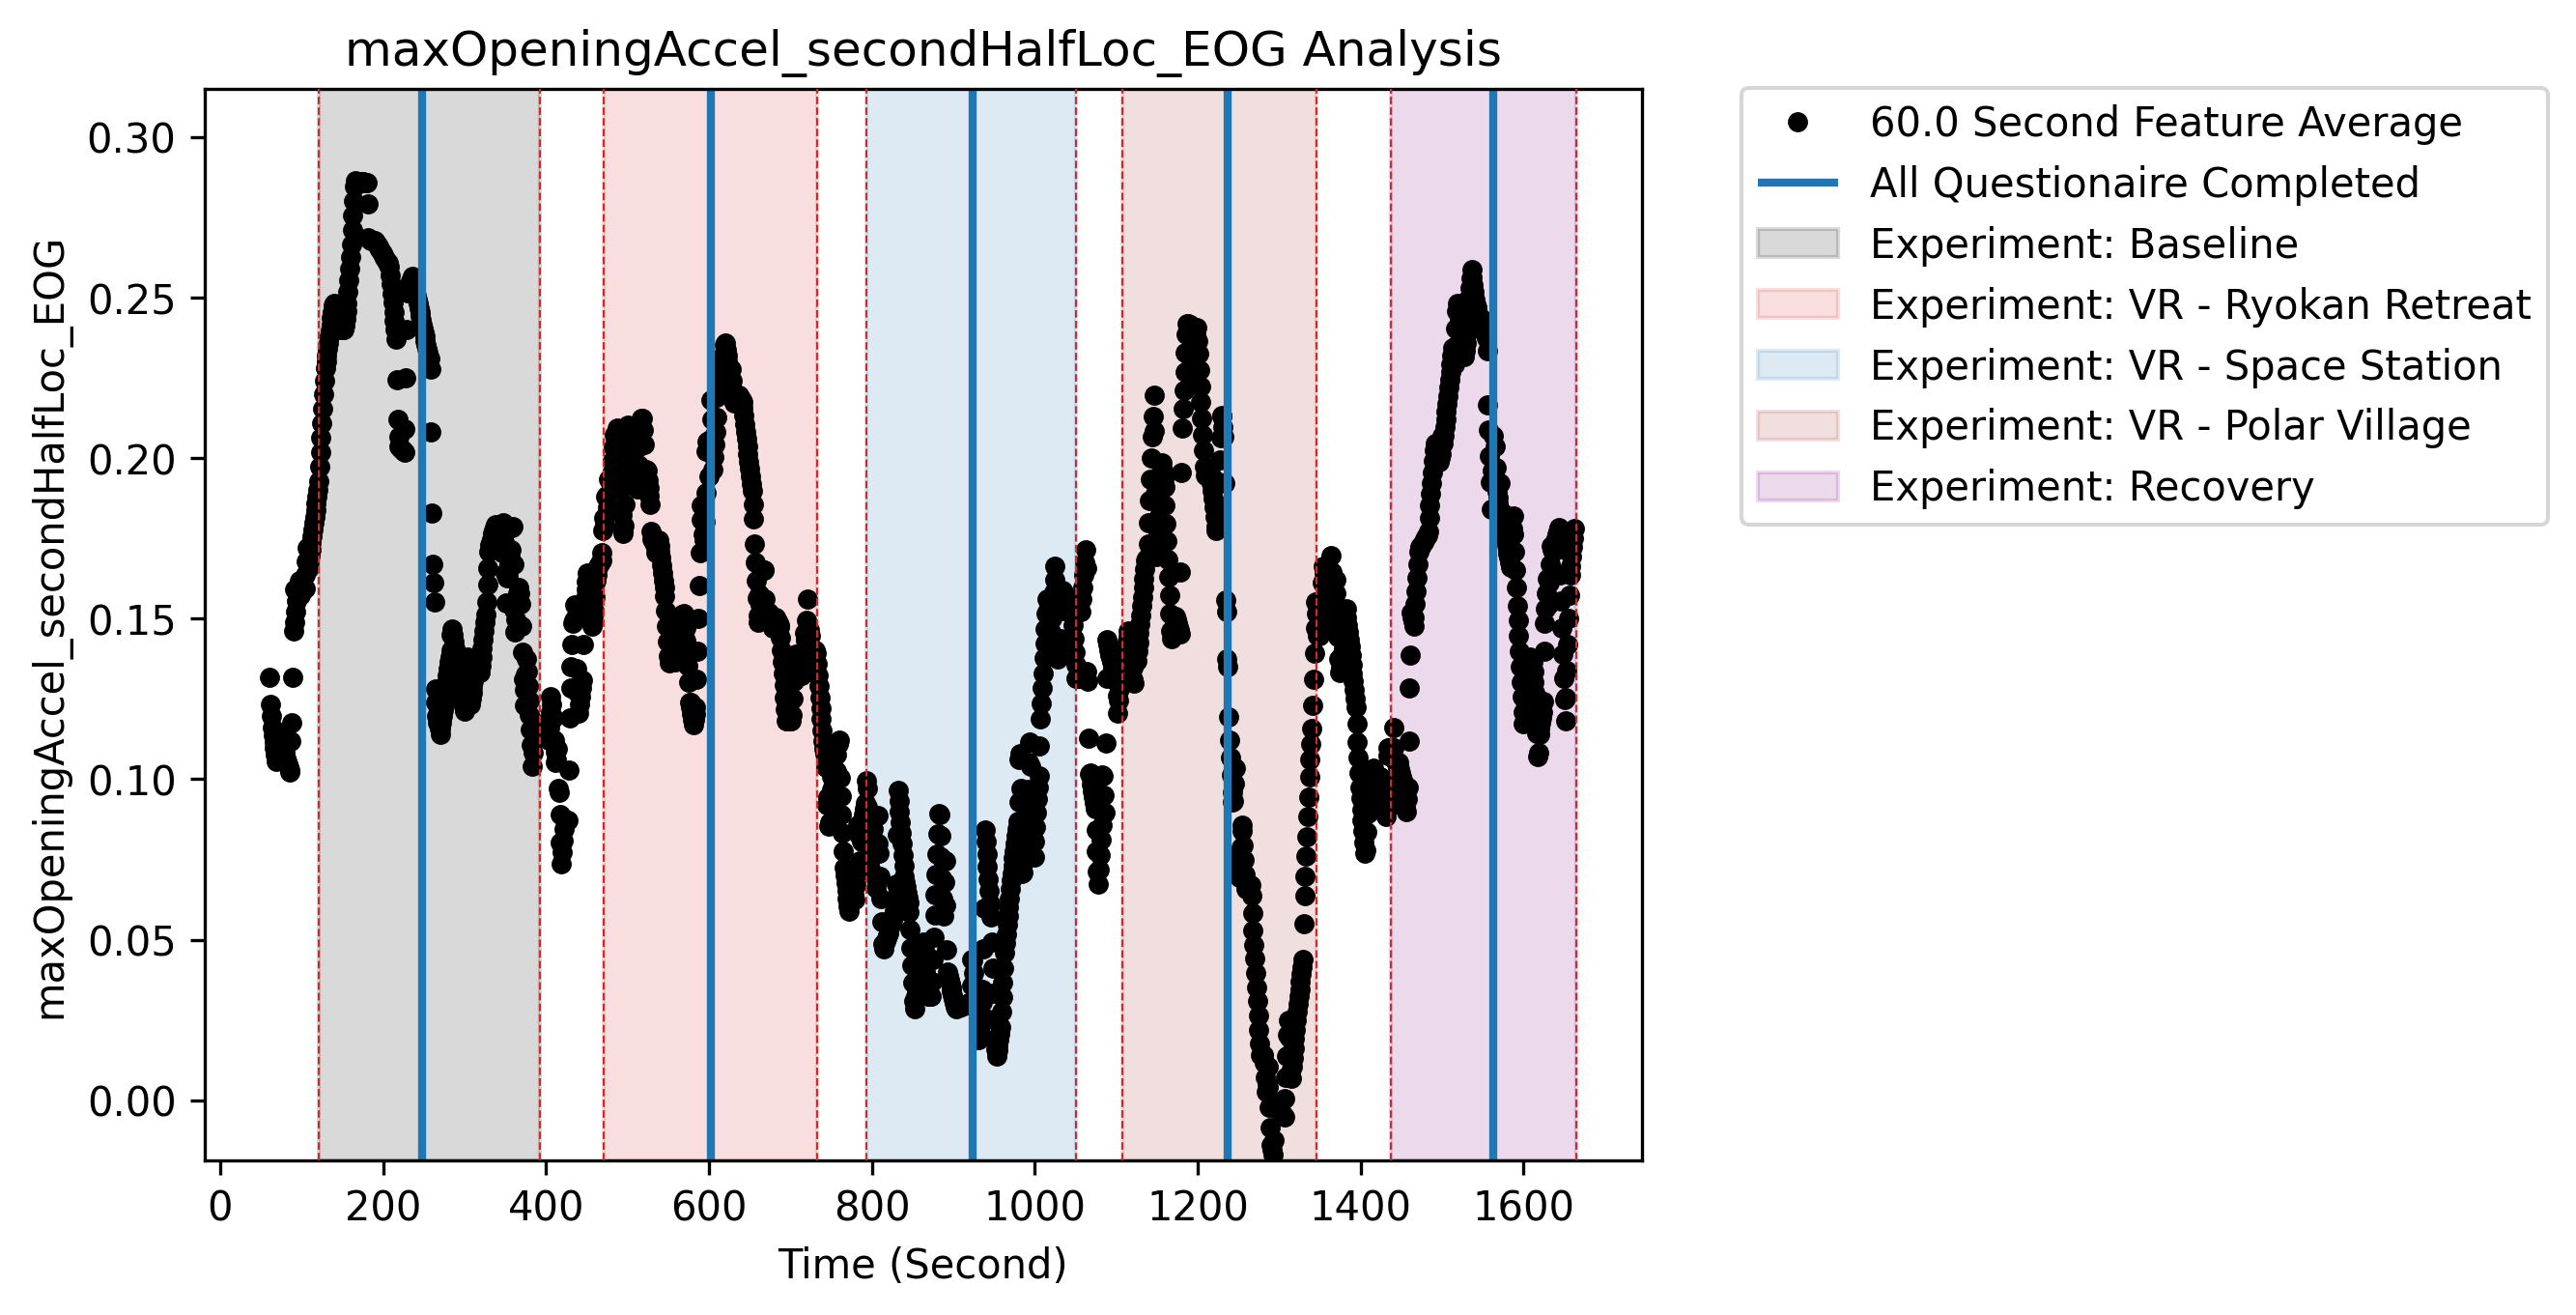 maxOpeningAccel_secondHalfLoc_EOG Analysis
maxOpeningAccel_secondHalfLoc_EOG
0.30
0.25
0.20
0.15
0.10
0.05
0.00
0 200 400 600 800 1000 1200 1400 1600
Time (Second)
60.0 Second Feature Average
All Questionaire Completed
Experiment: Baseline
Experiment: VR - Ryokan Retreat
Experiment: VR - Space Station
Experiment: VR - Polar Village
Experiment: Recovery